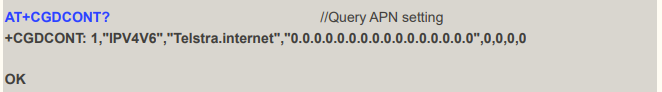 AT+CGDCONT? //Query APN setting
+CGDCONT: 1,"IPV4V6","Telstra.internet","0.0.0.0.0.0.0.0.0.0.0.0.0.0.0.0",0,0,0,0
OK